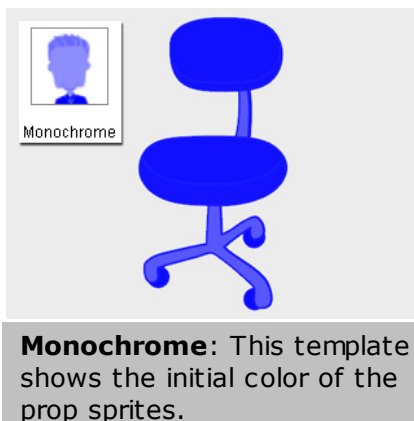 Monochrome
Monochrome: This template
shows the initial color of the
prop sprites.